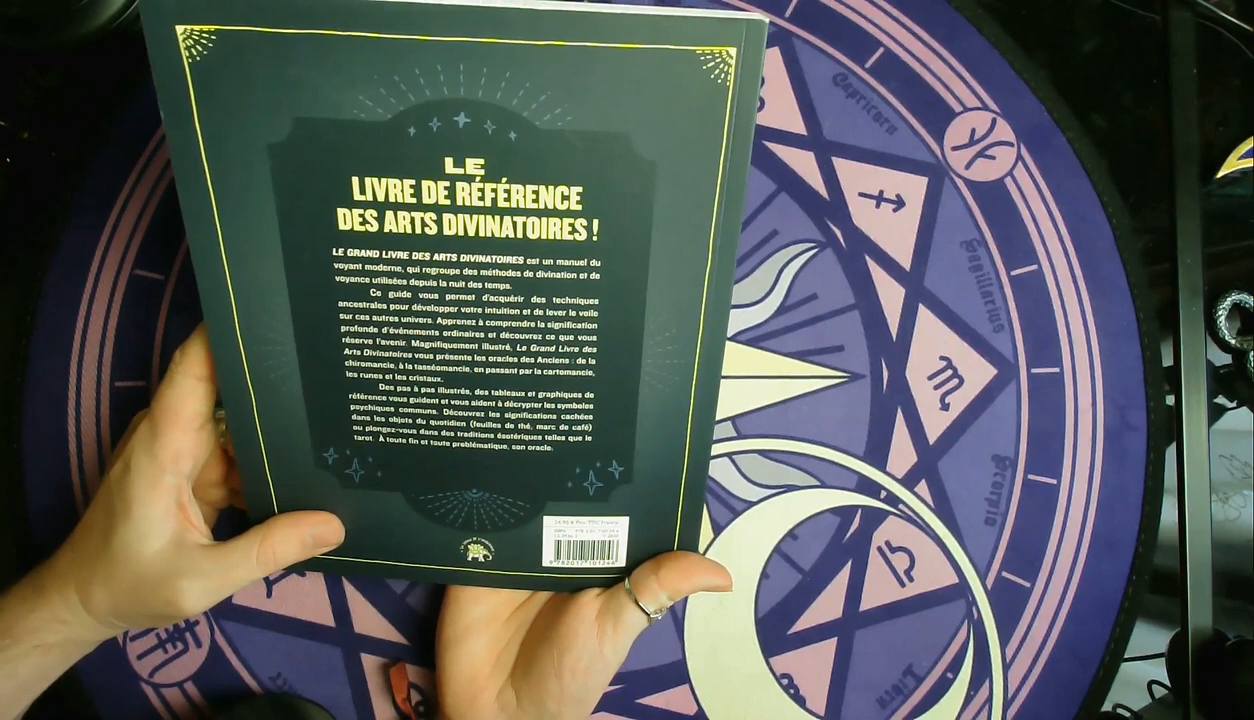 LE
LIVRE DE RÉFÉRENCE
DES ARTS DIVINATOIRES !
LE GRAND LIVRE DES ARTS DIVINATOIRES est un manuel du
voyant moderne, qui regroupe des méthodes de divination et de
voyance utilisées depuis la nuit des temps.
Ce guide vous permet d'acquérir des techniques
ancestrales pour développer votre intuition et de lever le voile
sur ces autres univers. Apprenez à comprendre la signification
profonde d'événements ordinaires et découvrez ce que vous
réserve l'avenir. Magnifiquement illustré, Le Grand Livre des
Arts Divinatoires vous présente les oracles des Anciens : de la
chiromancie, à la tasséomancie, en passant par la cartomancie,
les runes et les cristaux.
Des pas à pas illustrés, des tableaux et graphiques de
référence vous guident et vous aident à décrypter les symboles
psychiques communs. Découvrez les significations cachées
dans les objets du quotidien (feuilles de thé, marc de café)
ou plongez-vous dans des traditions ésotériques telles que le
tarot. À toute fin et toute problématique, son oracle.
Capricorn
Sagittarius
Scorpio
Libra